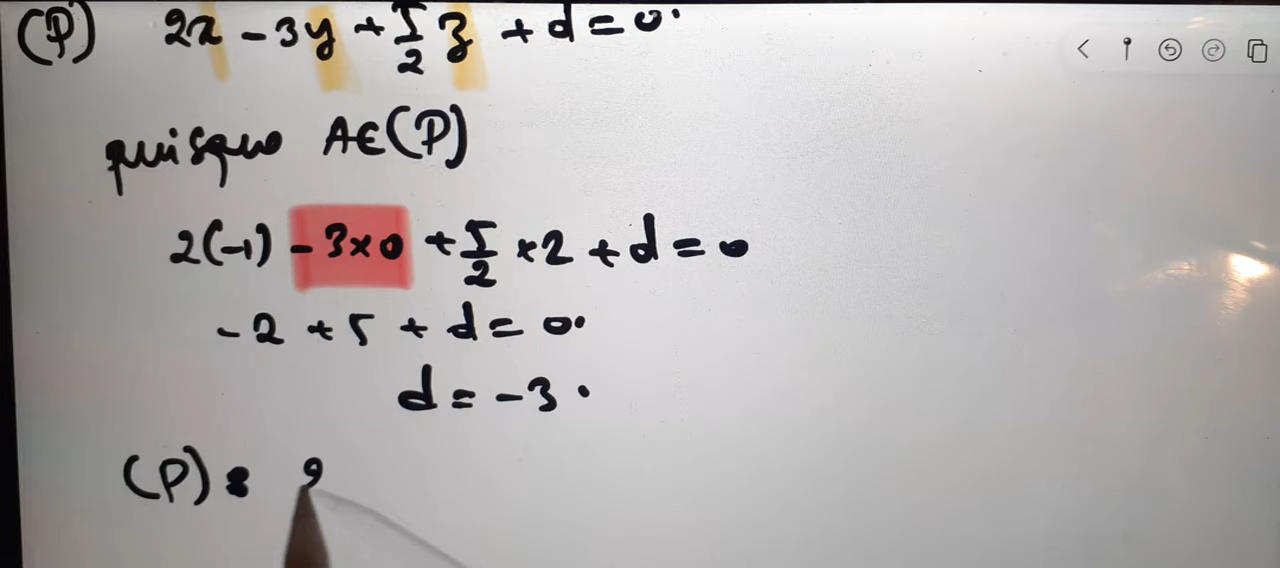 (P) 2x - 3y + 5/2 z + d = 0.
puisque A∈(P)
2(-1) - 3×0 + 5/2 × 2 + d = 0
-2 + 5 + d = 0.
d = -3.
(P) :